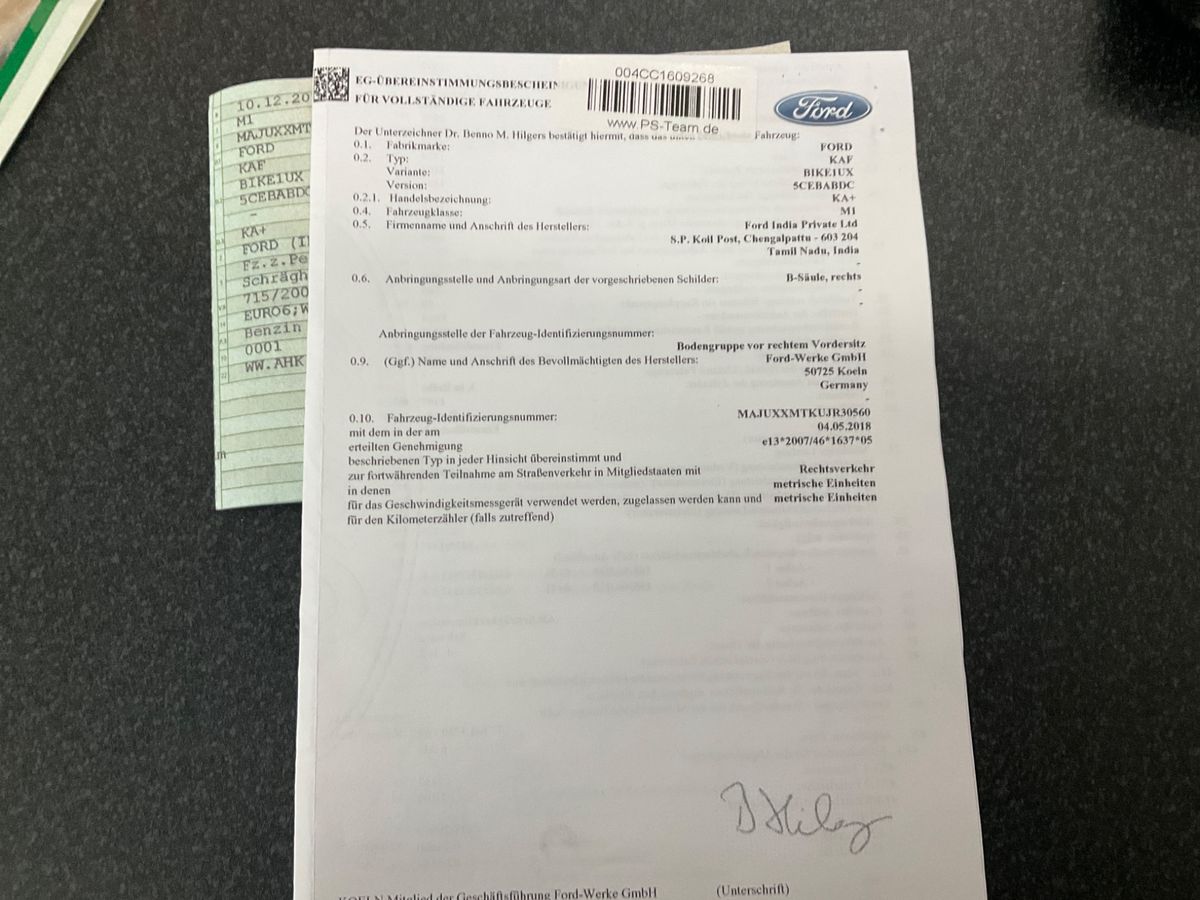 10.12.20
M1
MAJUXXMT
FORD
KAF
BIKE1UX
5CEBABDC
-
KA+
FORD (I
Fz.z.Pe
Schrägh
715/200
EURO6;W
Benzin
0001
WW.AHK
m
EG-ÜBEREINSTIMMUNGSBESCHEINIGUNG
FÜR VOLLSTÄNDIGE FAHRZEUGE
004CC1609268
www.PS-Team.de
Ford
Der Unterzeichner Dr. Benno M. Hilgers bestätigt hiermit, dass das Fahrzeug:
0.1. Fabrikmarke: FORD
0.2. Typ: KAF
Variante: BIKE1UX
Version: 5CEBABDC
0.2.1. Handelsbezeichnung: KA+
0.4. Fahrzeugklasse: M1
0.5. Firmenname und Anschrift des Herstellers: Ford India Private Ltd
S.P. Koil Post, Chengalpattu - 603 204
Tamil Nadu, India
-
0.6. Anbringungsstelle und Anbringungsart der vorgeschriebenen Schilder: B-Säule, rechts
-
-
Anbringungsstelle der Fahrzeug-Identifizierungsnummer:
Bodengruppe vor rechtem Vordersitz
0.9. (Ggf.) Name und Anschrift des Bevollmächtigten des Herstellers: Ford-Werke GmbH
50725 Koeln
Germany
-
0.10. Fahrzeug-Identifizierungsnummer: MAJUXXMTKUJR30560
mit dem in der am 04.05.2018
erteilten Genehmigung e13*2007/46*1637*05
beschriebenen Typ in jeder Hinsicht übereinstimmt und
zur fortwährenden Teilnahme am Straßenverkehr in Mitgliedstaaten mit Rechtsverkehr
in denen metrische Einheiten
für das Geschwindigkeitsmessgerät verwendet werden, zugelassen werden kann und metrische Einheiten
für den Kilometerzähler (falls zutreffend)
B Hilg
KOELN Mitglied der Geschäftsführung Ford-Werke GmbH (Unterschrift)